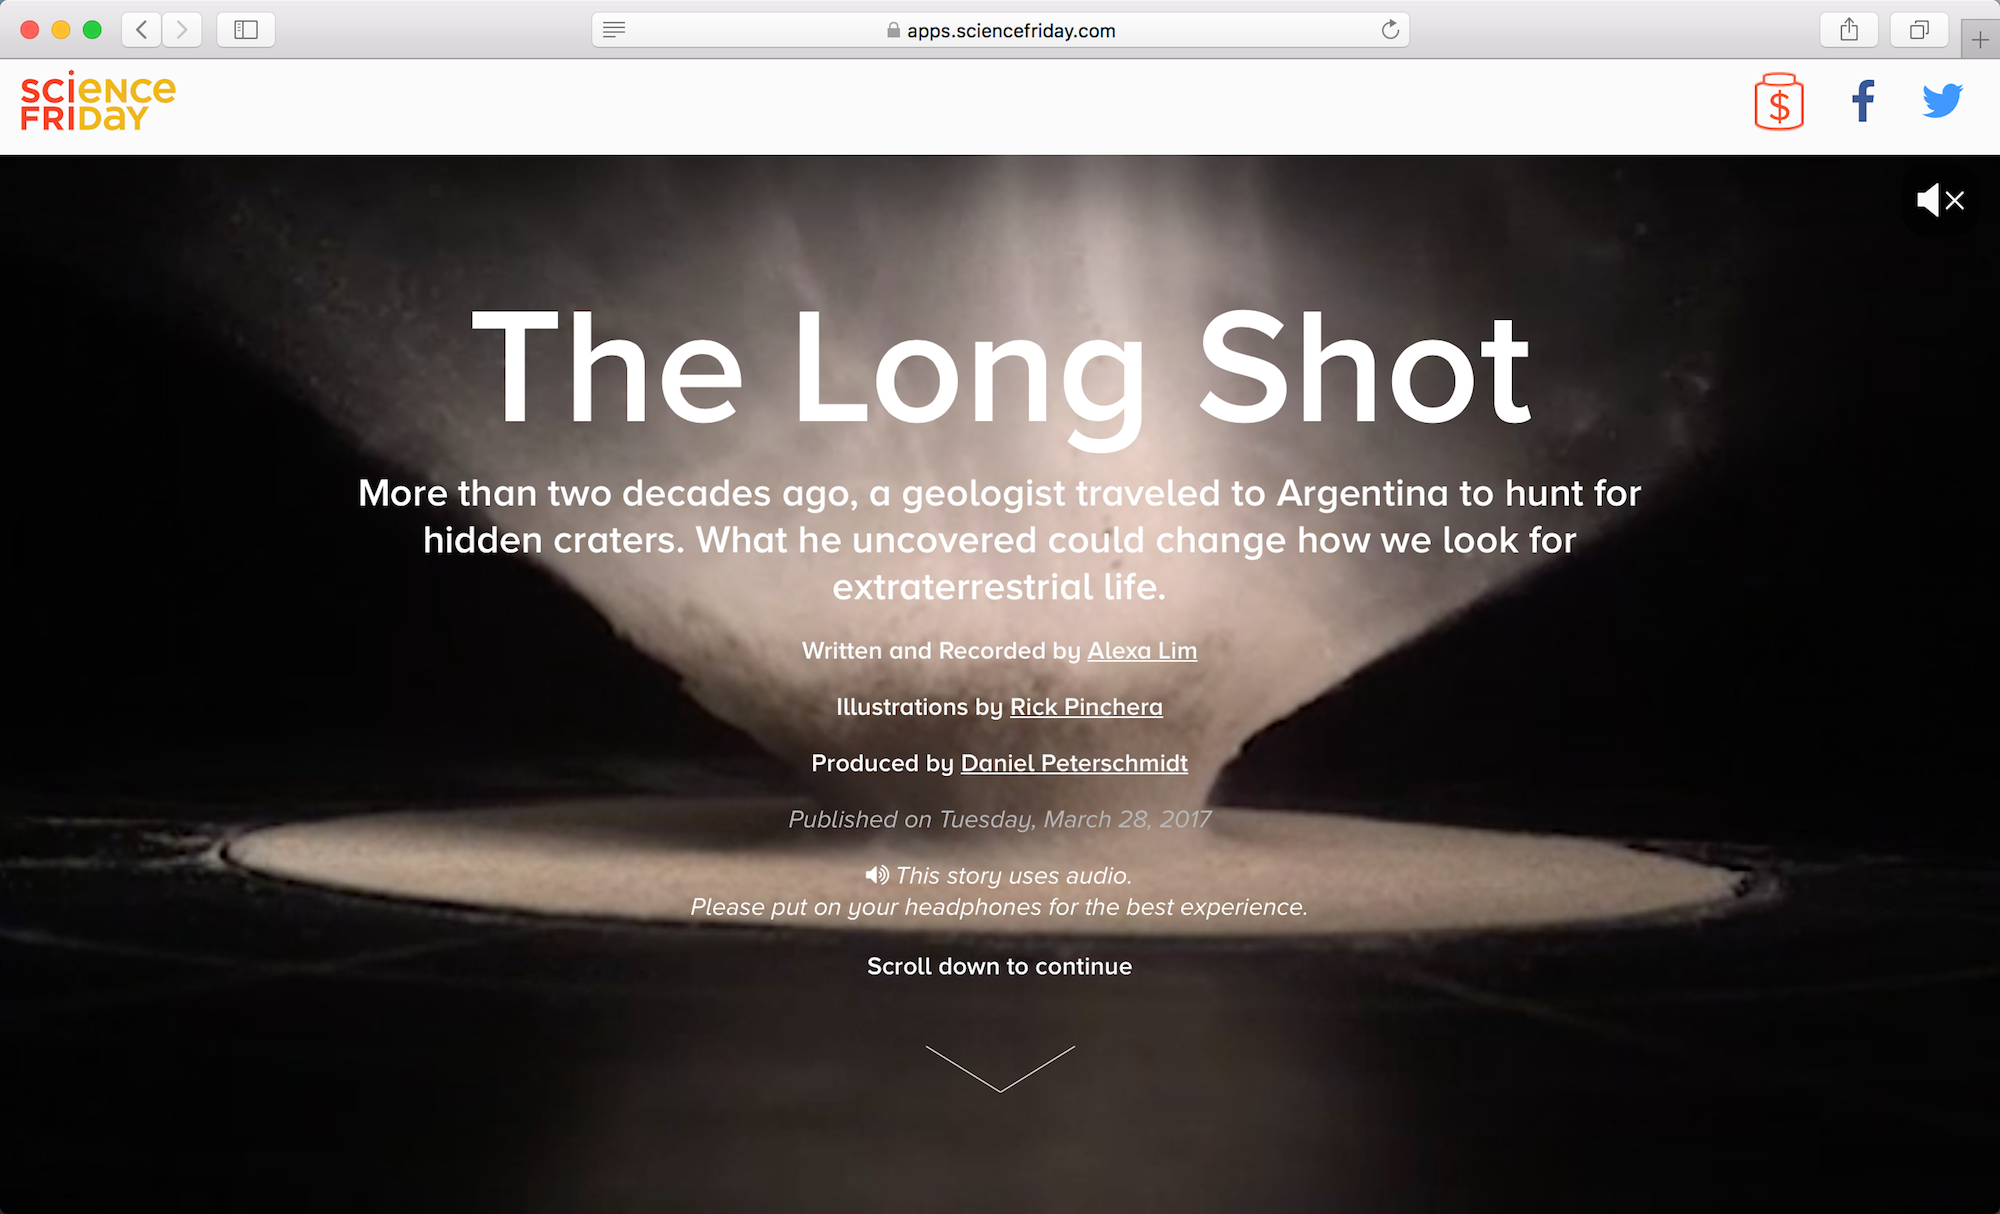 apps.sciencefriday.com
science
FRIDay
$
The Long Shot
More than two decades ago, a geologist traveled to Argentina to hunt for
hidden craters. What he uncovered could change how we look for
extraterrestrial life.
Written and Recorded by Alexa Lim
Illustrations by Rick Pinchera
Produced by Daniel Peterschmidt
Published on Tuesday, March 28, 2017
This story uses audio.
Please put on your headphones for the best experience.
Scroll down to continue